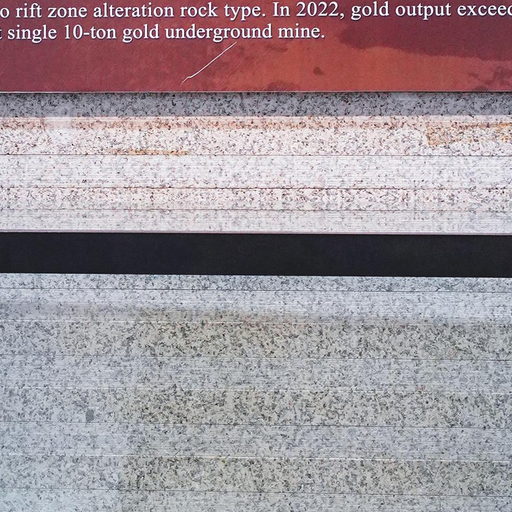 o rift zone alteration rock type. In 2022, gold output exceed
single 10-ton gold underground mine.